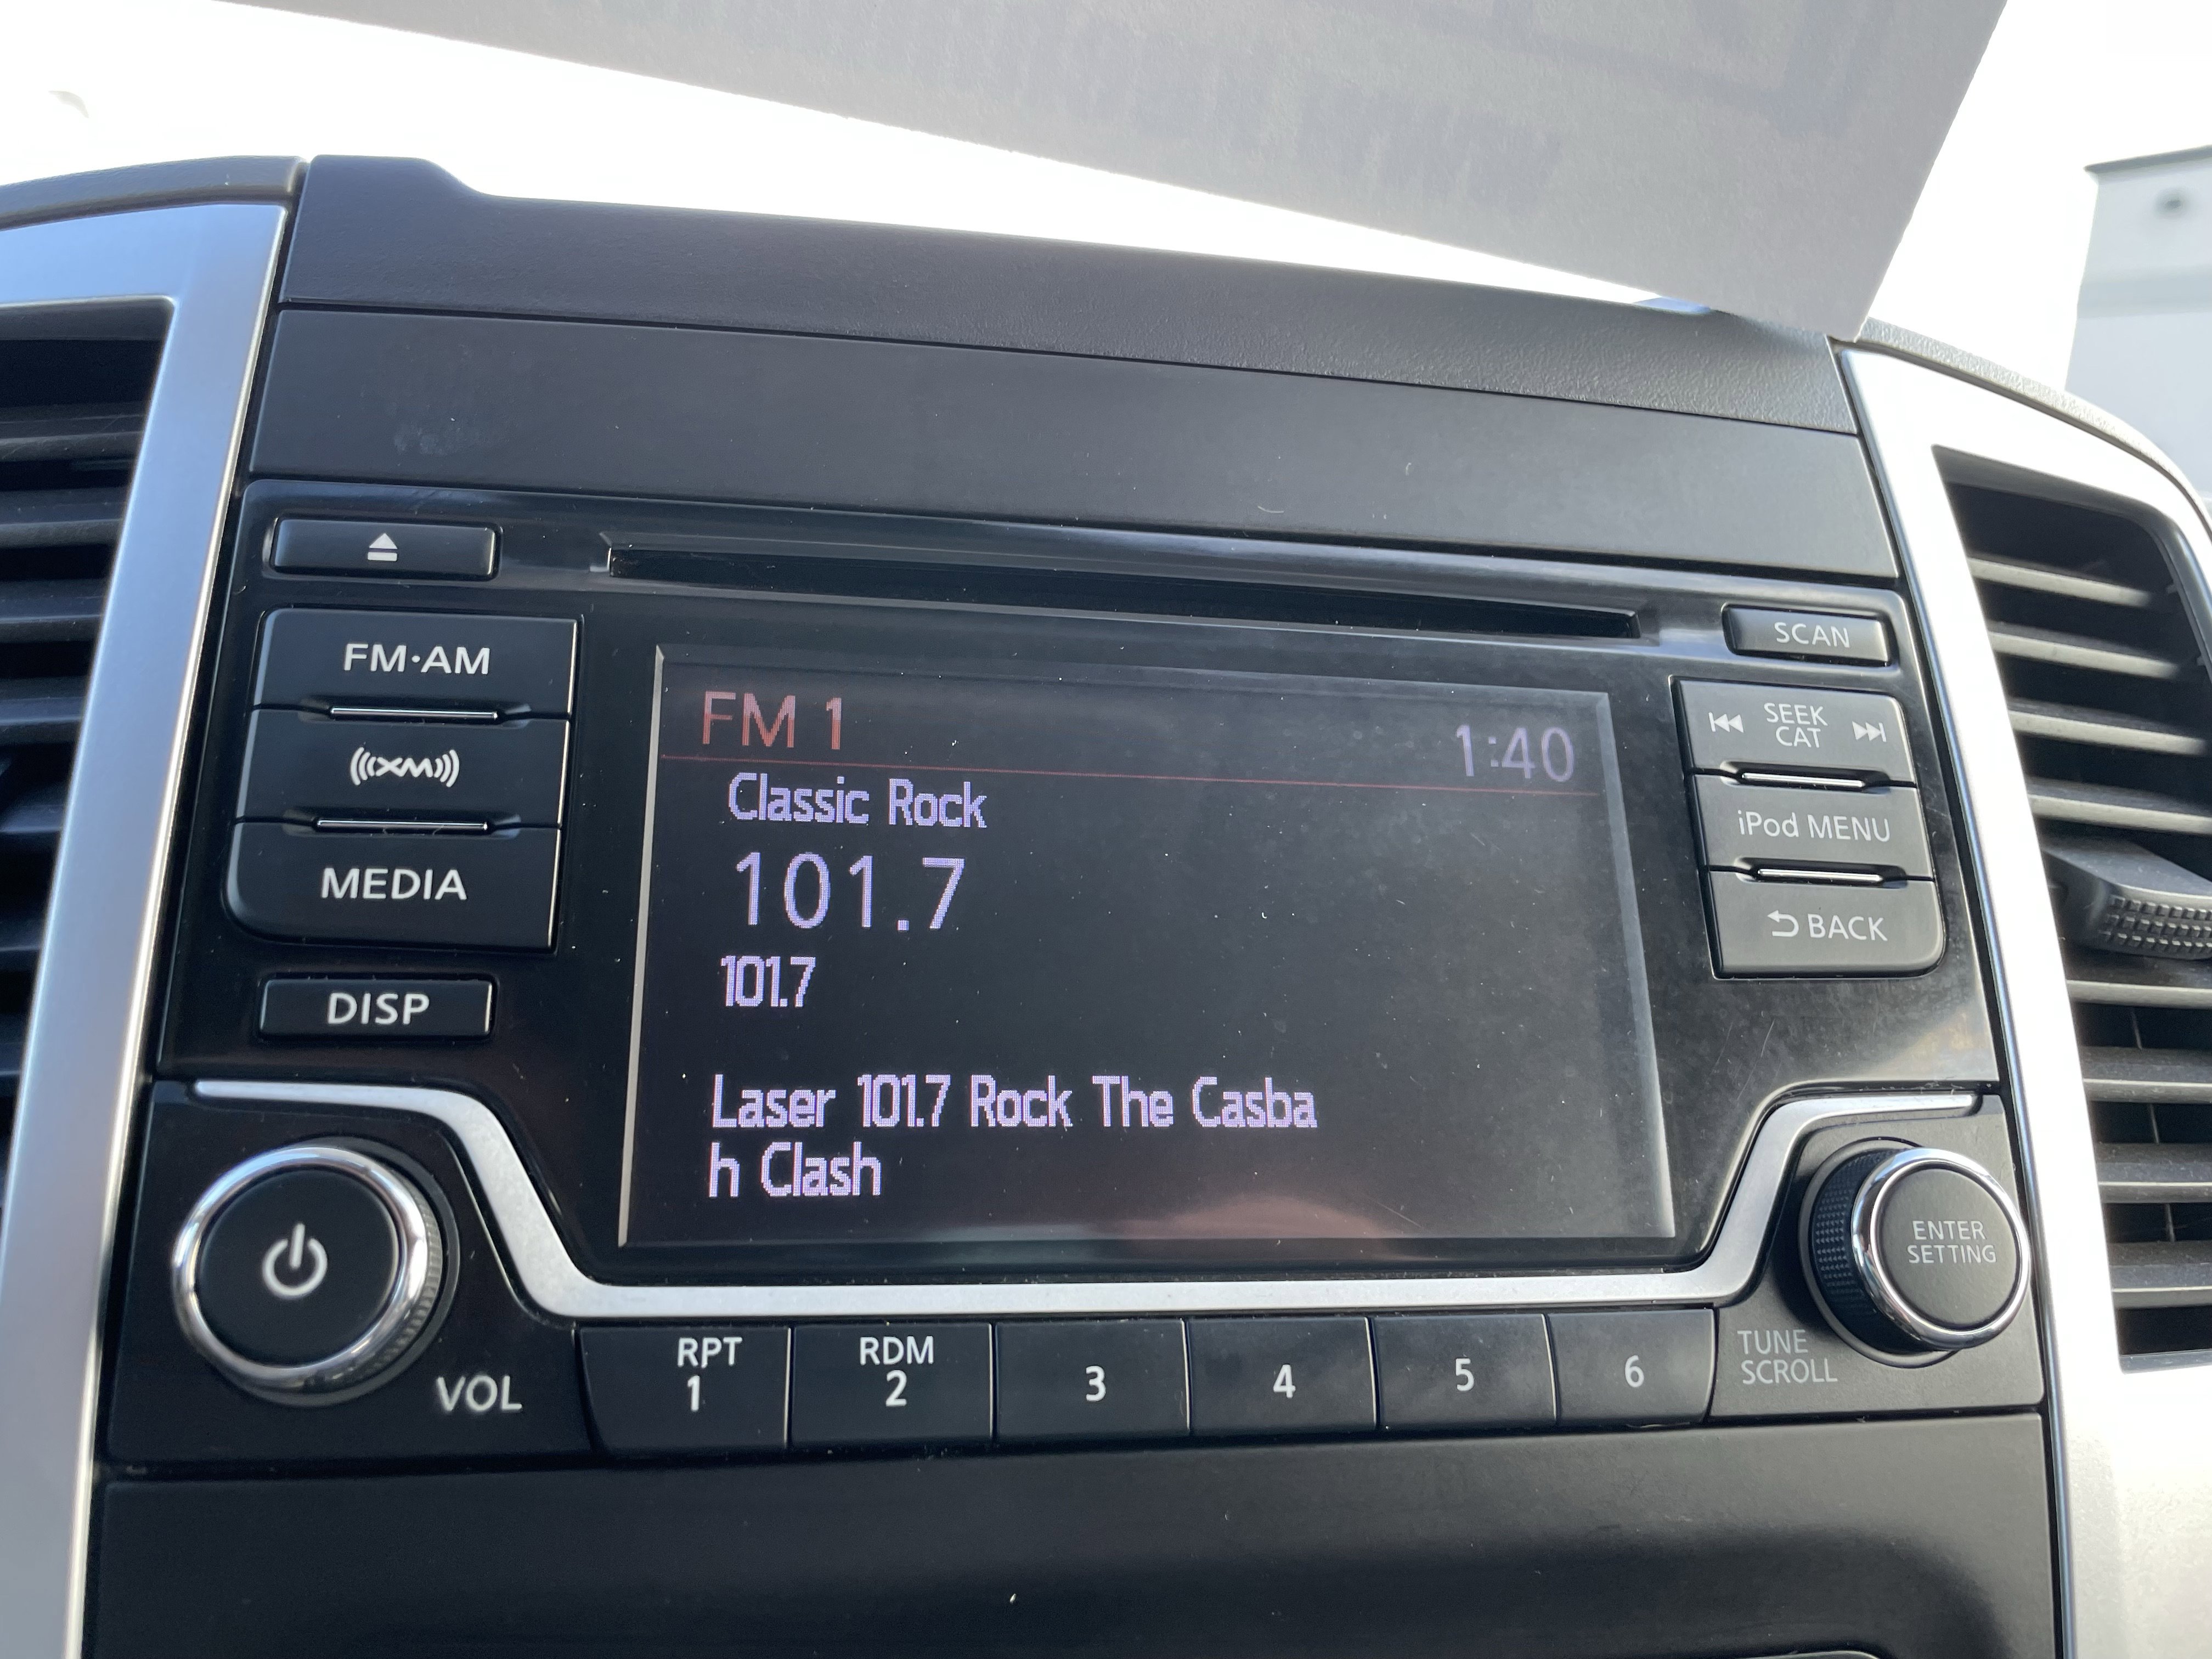 FM·AM
XM
MEDIA
DISP
VOL
FM 1
1:40
Classic Rock
101.7
101.7
Laser 101.7 Rock The Casba
h Clash
SCAN
SEEK
CAT
iPod MENU
BACK
ENTER
SETTING
TUNE
SCROLL
RPT
1
RDM
2
3
4
5
6